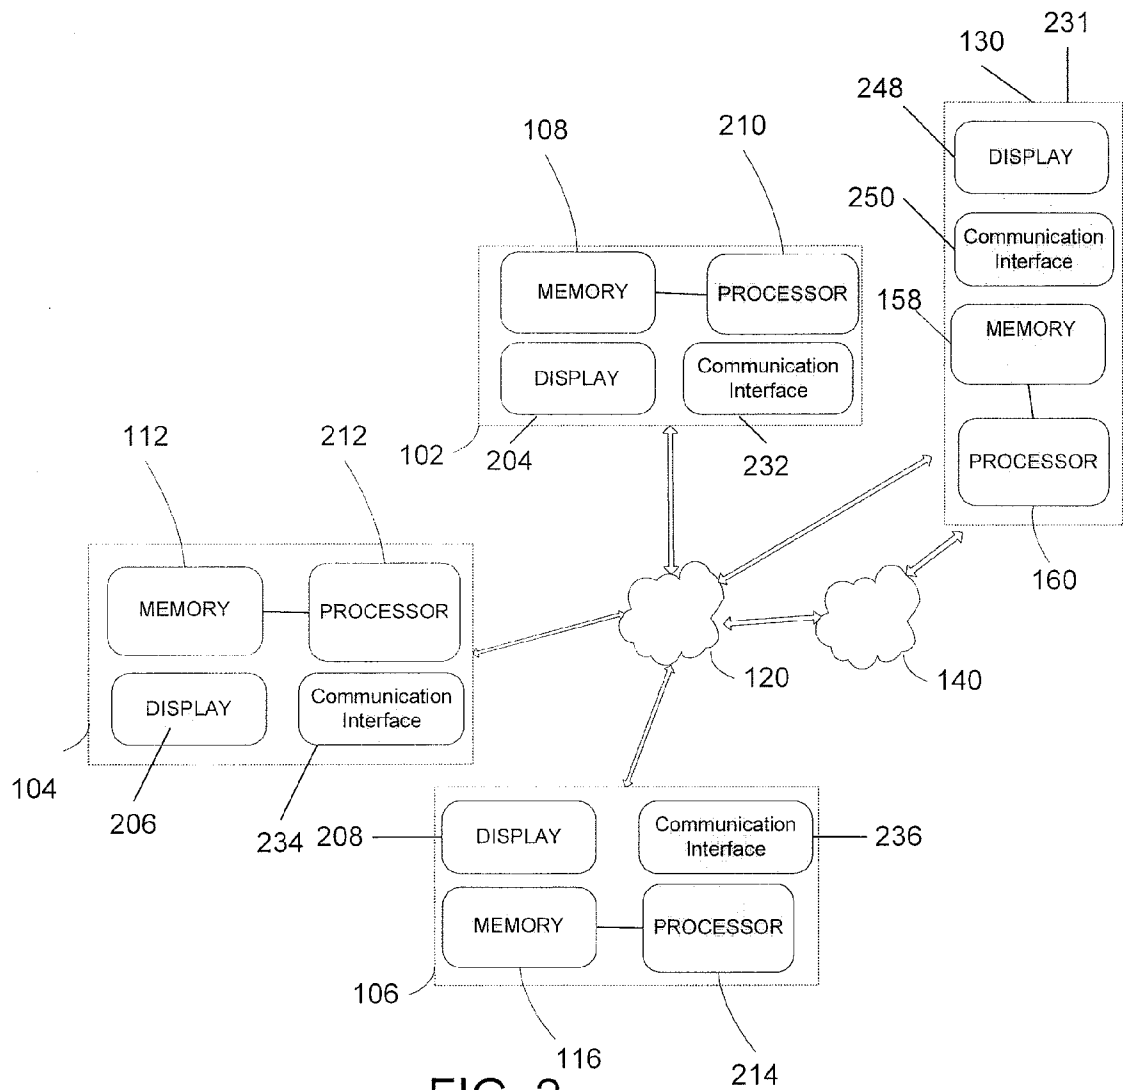 231
130
248
DISPLAY
250
Communication
Interface
158
MEMORY
PROCESSOR
160
108
210
MEMORY
PROCESSOR
DISPLAY
Communication
Interface
102
204
232
112
212
MEMORY
PROCESSOR
DISPLAY
Communication
Interface
104
206
234
120
140
208
DISPLAY
Communication
Interface
236
MEMORY
PROCESSOR
106
116
214